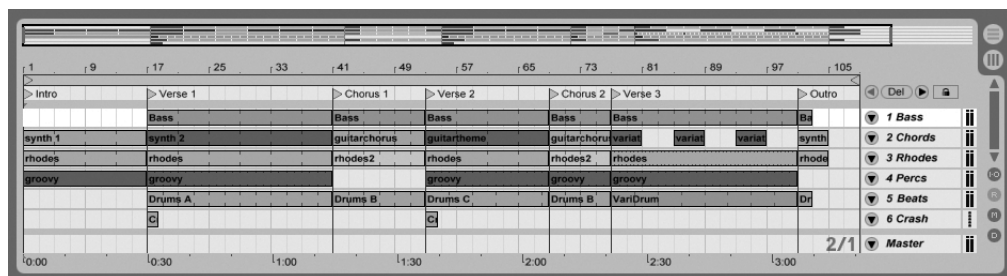 1 9 17 25 33 41 49 57 65 73 81 89 97 105
Intro Verse 1 Chorus 1 Verse 2 Chorus 2 Verse 3 Outro Del
Bass Bass Bass Bass Bass Ba 1 Bass
synth 1 synth 2 guitarchorus guitartheme guitarchorus variat variat variat synth 2 Chords
rhodes rhodes rhodes2 rhodes rhodes2 rhodes rhode 3 Rhodes
groovy groovy groovy groovy groovy 4 Percs
Drums A Drums B Drums C Drums B VariDrum Dr 5 Beats
C 6 Crash
2/1 Master
0:00 0:30 1:00 1:30 2:00 2:30 3:00
I·O
R
M
D